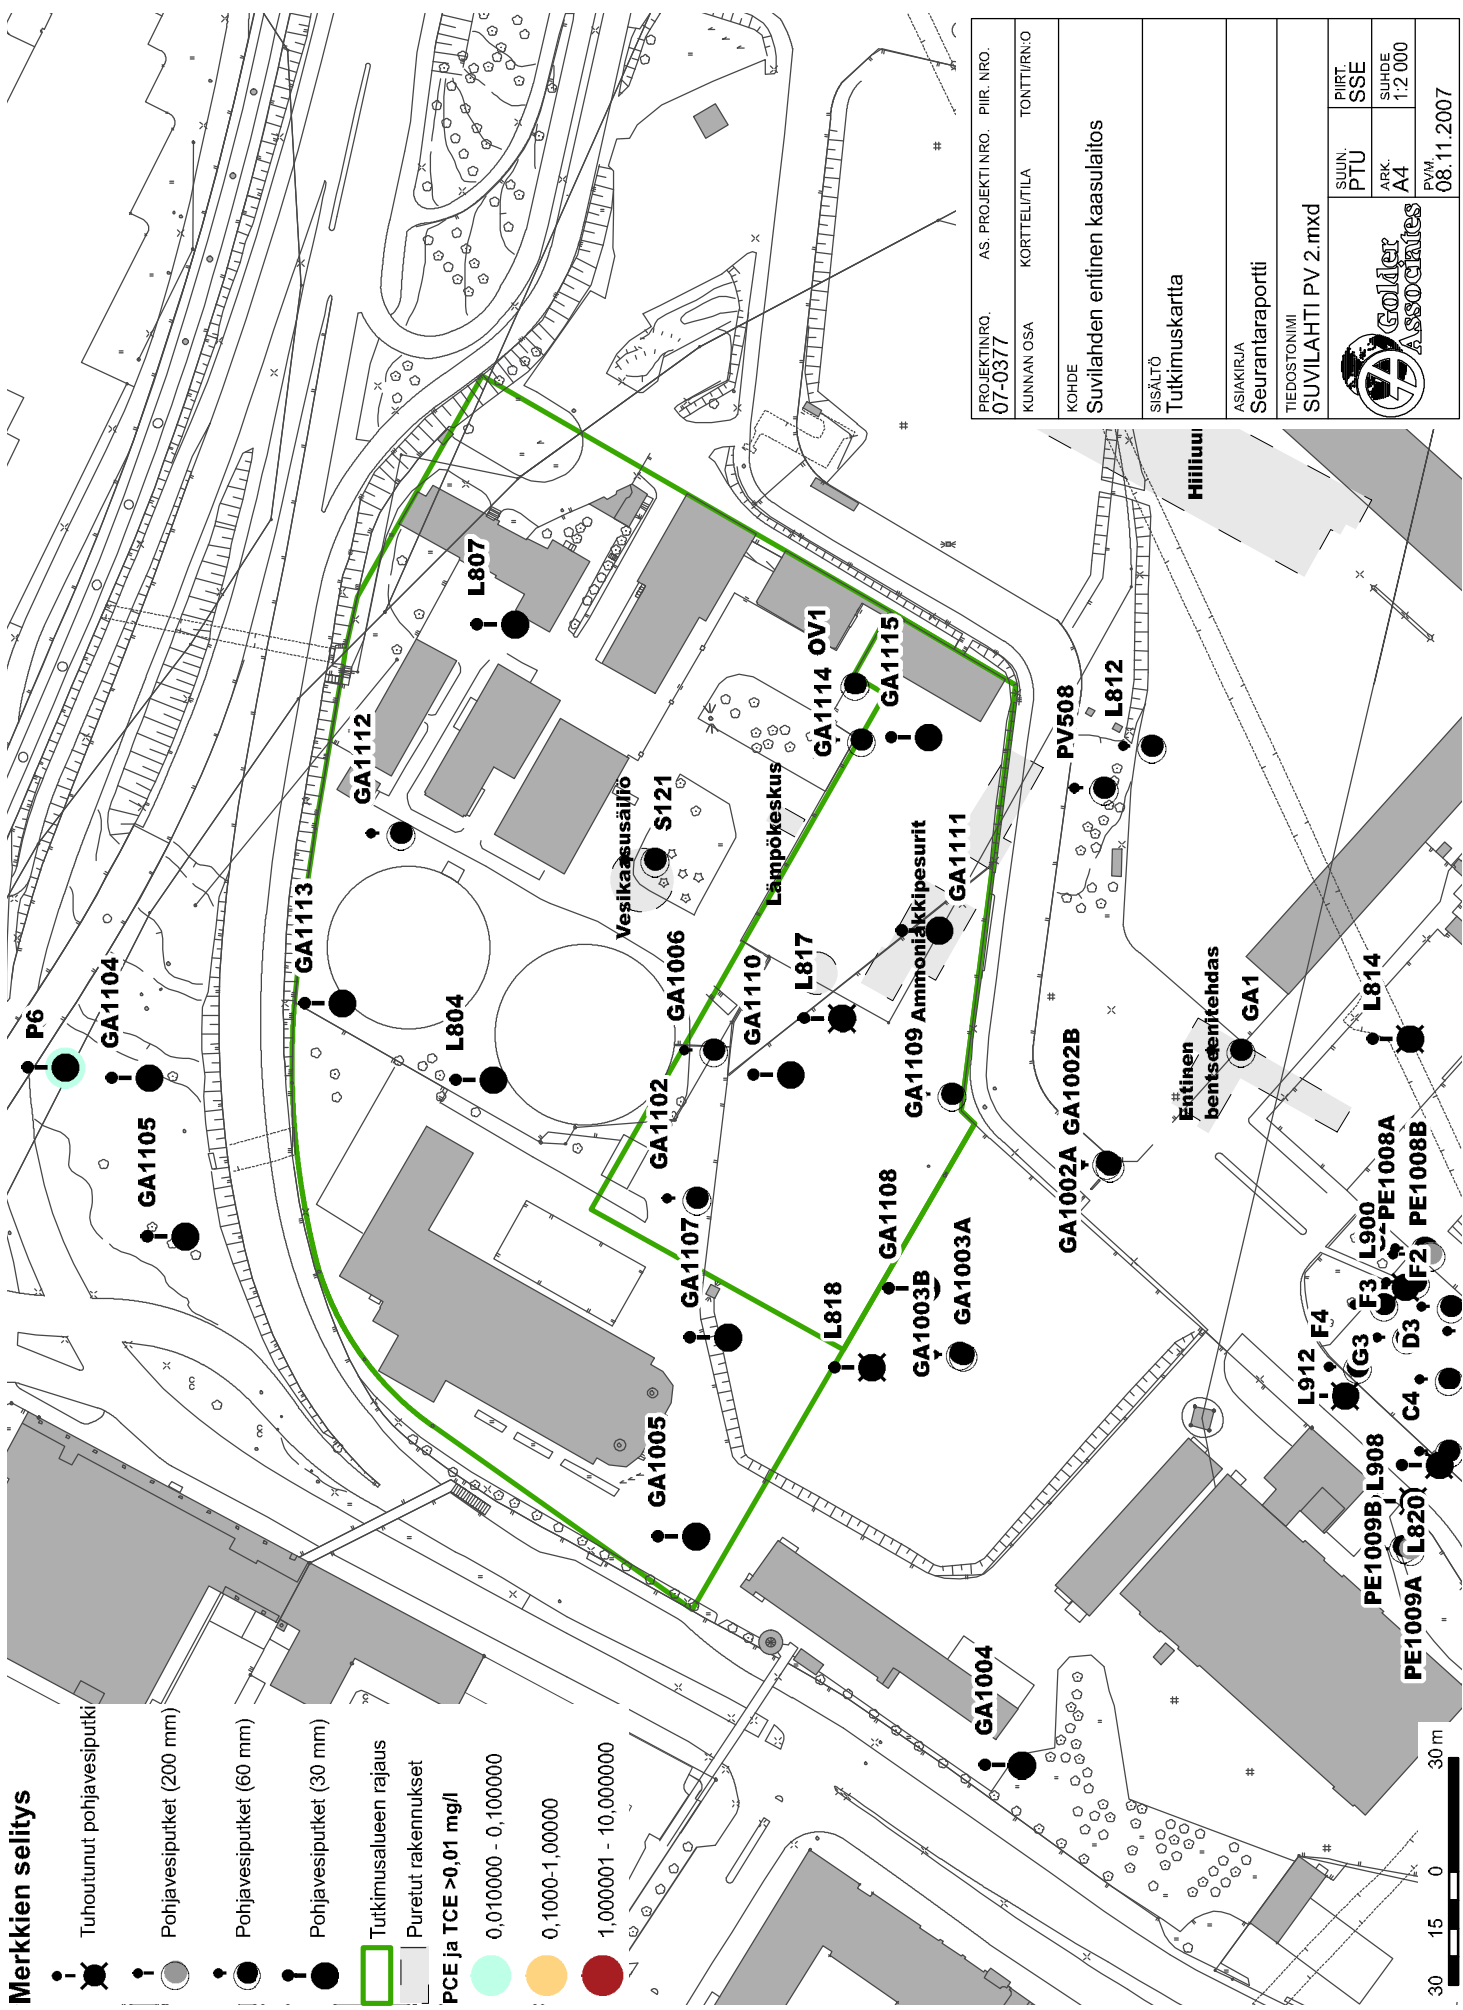 Merkkien selitys
Tuhoutunut pohjavesiputki
Pohjavesiputket (200 mm)
Pohjavesiputket (60 mm)
Pohjavesiputket (30 mm)
Tutkimusalueen rajaus
Puretut rakennukset
PCE ja TCE >0,01 mg/l
0,010000 - 0,100000
0,1000-1,00000
1,000001 - 10,000000
P6
GA1104
GA1105
GA1113
GA1112
L807
L804
Vesikaasusäiliö
S121
Lämpökeskus
GA1114
OV1
GA1115
GA1006
GA1110
L817
GA1102
GA1107
GA1109
Ammoniakkipesurit
GA1111
PV508
L812
GA1108
L818
GA1003B
GA1003A
GA1005
GA1004
GA1002A
GA1002B
Entinen
bentseenitehdas
GA1
L814
Hiiliuu
PE1008A
PE1008B
L900
F2
F3
F4
G3
D3
C4
L912
L908
PE1009B
L820
PE1009A
30
15
0
30 m
PROJEKTINRO.
AS. PROJEKTI NRO.
PIIR. NRO.
07-0377
KUNNAN OSA
KORTTELI/TILA
TONTTI/RN:O
KOHDE
Suvilahden entinen kaasulaitos
SISÄLTÖ
Tutkimuskartta
ASIAKIRJA
Seurantaraportti
TIEDOSTONIMI
SUVILAHTI PV 2.mxd
Golder
Associates
SUUN.
PTU
PIIRT.
SSE
ARK.
A4
SUHDE
1:2 000
PVM.
08.11.2007